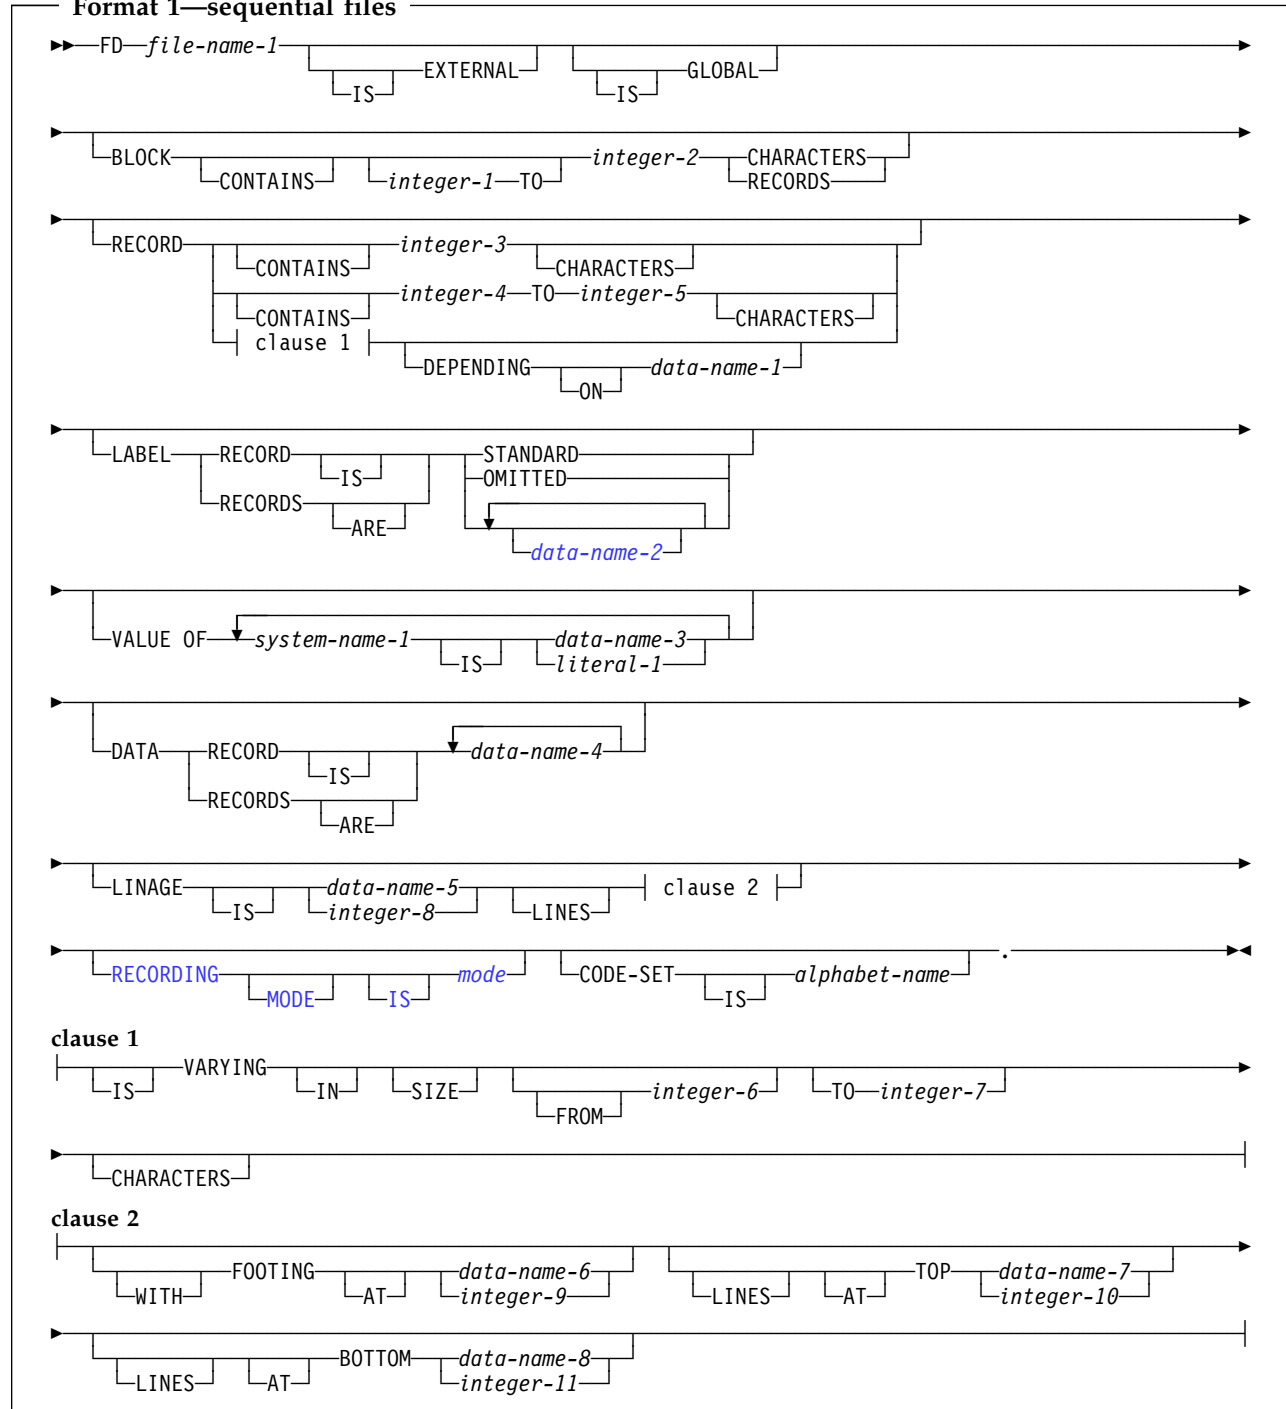 Format 1—sequential files
FD file-name-1
EXTERNAL GLOBAL
IS IS
BLOCK integer-2 CHARACTERS
CONTAINS integer-1 TO RECORDS
RECORD integer-3
CONTAINS CHARACTERS
integer-4 TO integer-5
CONTAINS CHARACTERS
clause 1
DEPENDING data-name-1
ON
LABEL RECORD STANDARD
IS OMITTED
RECORDS
ARE
data-name-2
VALUE OF system-name-1 data-name-3
IS literal-1
DATA RECORD data-name-4
IS
RECORDS
ARE
LINAGE data-name-5 clause 2
IS integer-8 LINES
.
RECORDING mode CODE-SET alphabet-name
MODE IS IS
clause 1
VARYING
IS IN SIZE integer-6 TO integer-7
FROM
CHARACTERS
clause 2
FOOTING data-name-6 TOP data-name-7
WITH AT integer-9 LINES AT integer-10
BOTTOM data-name-8
LINES AT integer-11